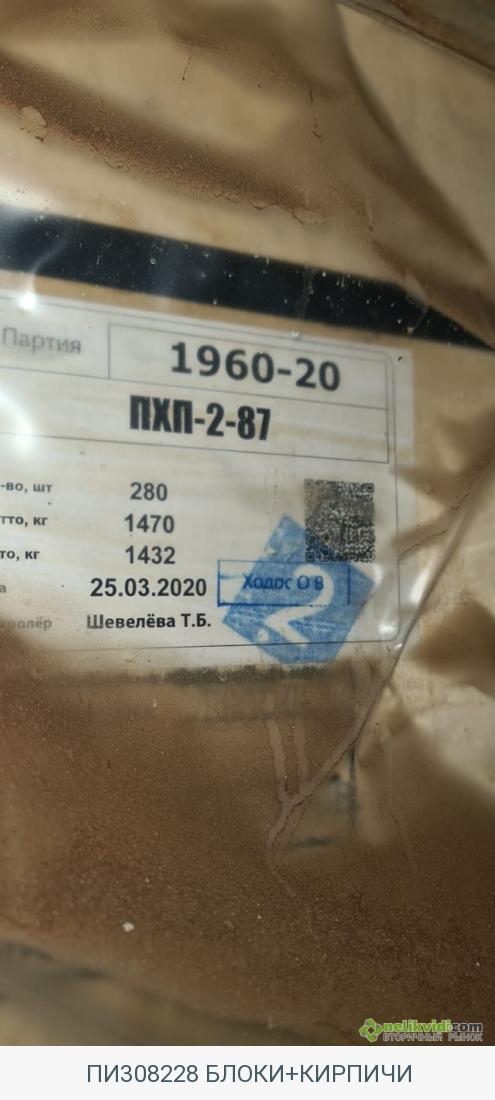 Партия 1960-20
ПХП-2-87
-во, шт 280
тто, кг 1470
то, кг 1432
а 25.03.2020
Ходос О В
2
ролёр Шевелёва Т.Б.
nelikvidi.com
ВТОРИЧНЫЙ РЫНОК
ПИ308228 БЛОКИ+КИРПИЧИ